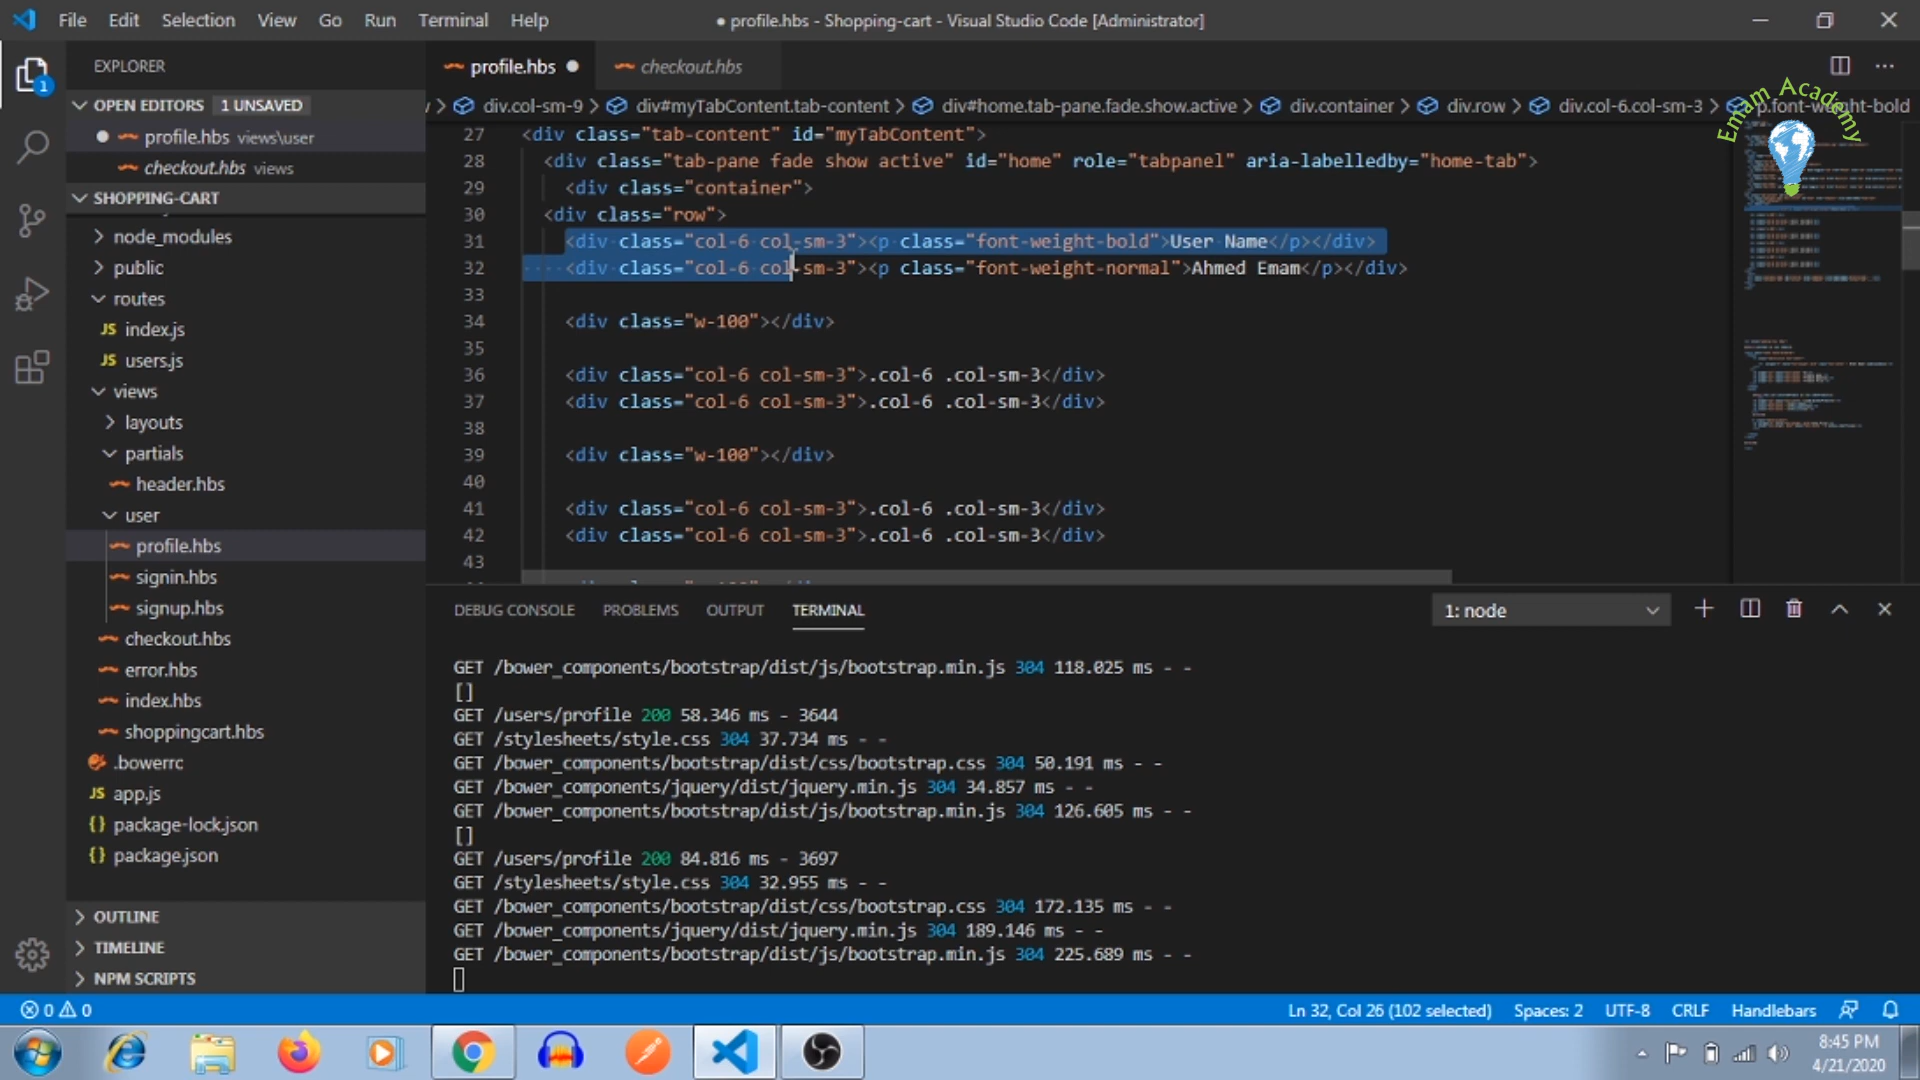 File Edit Selection View Go Run Terminal Help
● profile.hbs - Shopping-cart - Visual Studio Code [Administrator]
EXPLORER
OPEN EDITORS 1 UNSAVED
profile.hbs views\user
checkout.hbs views
SHOPPING-CART
node_modules
public
routes
JS index.js
JS users.js
views
layouts
partials
header.hbs
user
profile.hbs
signin.hbs
signup.hbs
checkout.hbs
error.hbs
index.hbs
shoppingcart.hbs
.bowerrc
JS app.js
{} package-lock.json
{} package.json
OUTLINE
TIMELINE
NPM SCRIPTS
1
profile.hbs ● checkout.hbs
div.col-sm-9 > div#myTabContent.tab-content > div#home.tab-pane.fade.show.active > div.container > div.row > div.col-6.col-sm-3 > p.font-weight-bold
Emam Academy
27 <div class="tab-content" id="myTabContent">
28 <div class="tab-pane fade show active" id="home" role="tabpanel" aria-labelledby="home-tab">
29 <div class="container">
30 <div class="row">
31 <div class="col-6 col-sm-3"><p class="font-weight-bold">User Name</p></div>
32 <div class="col-6 col-sm-3"><p class="font-weight-normal">Ahmed Emam</p></div>
33
34 <div class="w-100"></div>
35
36 <div class="col-6 col-sm-3">.col-6 .col-sm-3</div>
37 <div class="col-6 col-sm-3">.col-6 .col-sm-3</div>
38
39 <div class="w-100"></div>
40
41 <div class="col-6 col-sm-3">.col-6 .col-sm-3</div>
42 <div class="col-6 col-sm-3">.col-6 .col-sm-3</div>
43
DEBUG CONSOLE PROBLEMS OUTPUT TERMINAL 1: node
GET /bower_components/bootstrap/dist/js/bootstrap.min.js 304 118.025 ms - -
[]
GET /users/profile 200 58.346 ms - 3644
GET /stylesheets/style.css 304 37.734 ms - -
GET /bower_components/bootstrap/dist/css/bootstrap.css 304 50.191 ms - -
GET /bower_components/jquery/dist/jquery.min.js 304 34.857 ms - -
GET /bower_components/bootstrap/dist/js/bootstrap.min.js 304 126.605 ms - -
[]
GET /users/profile 200 84.816 ms - 3697
GET /stylesheets/style.css 304 32.955 ms - -
GET /bower_components/bootstrap/dist/css/bootstrap.css 304 172.135 ms - -
GET /bower_components/jquery/dist/jquery.min.js 304 189.146 ms - -
GET /bower_components/bootstrap/dist/js/bootstrap.min.js 304 225.689 ms - -
0 0 Ln 32, Col 26 (102 selected) Spaces: 2 UTF-8 CRLF Handlebars
8:45 PM
4/21/2020